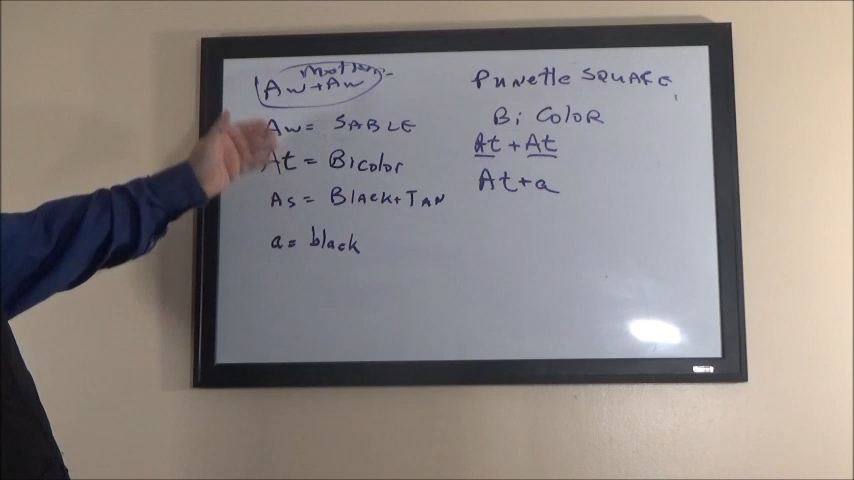 Aw + Aw
Aw = SABLE
At = Bicolor
As = Black + TAN
a = black
PuNette SQUARE
Bi Color
At + At
At + a